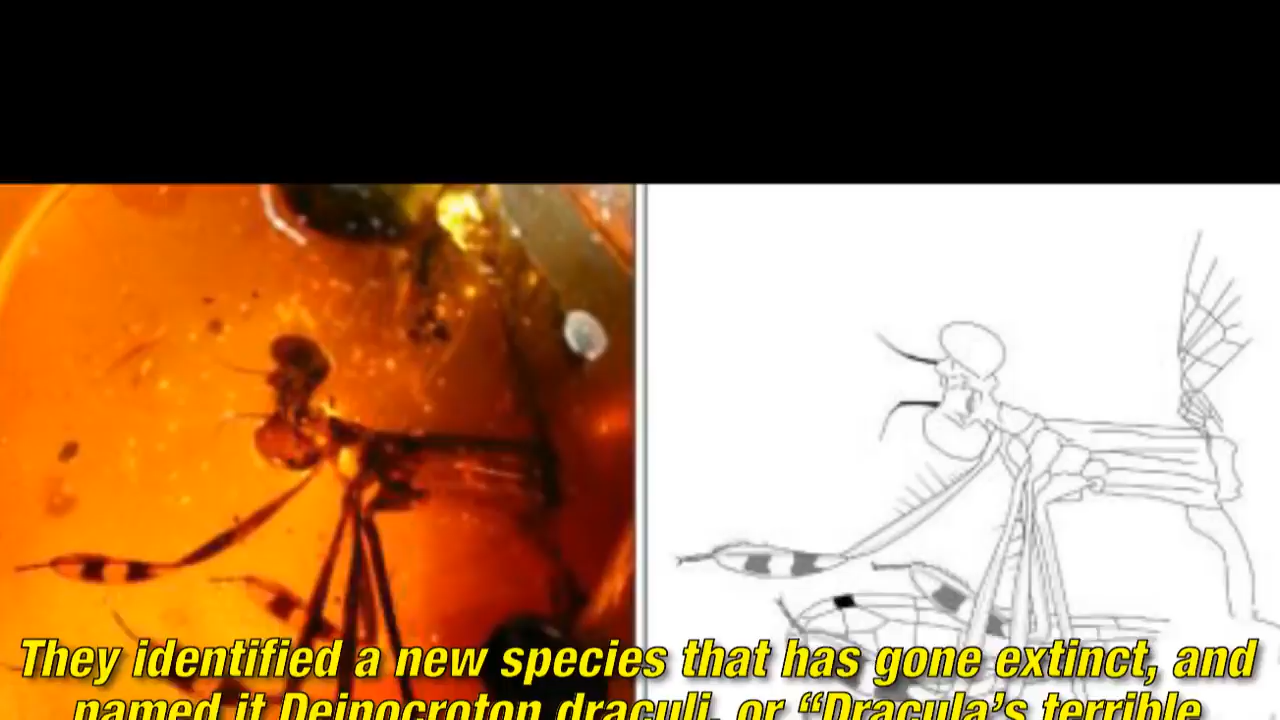 They identified a new species that has gone extinct, and
named it Deinocroton draculi, or “Dracula’s terrible